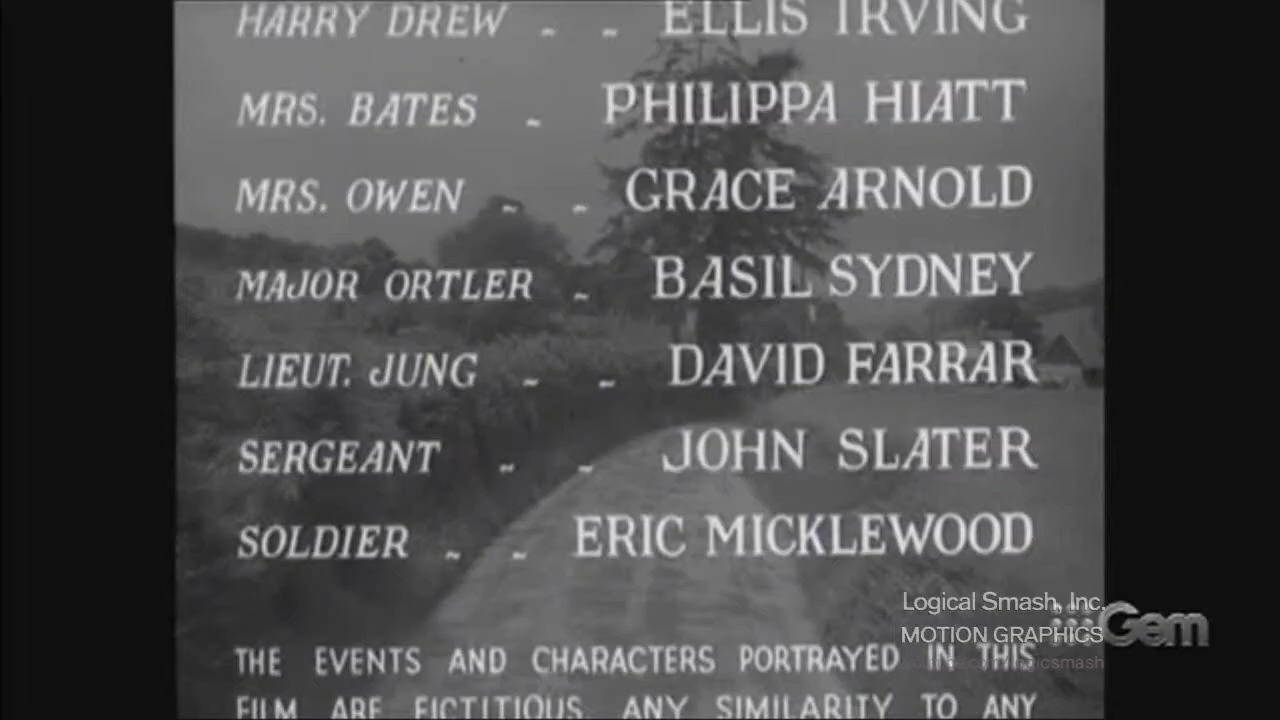 HARRY DREW ~ ~ ELLIS IRVING
MRS. BATES ~ PHILIPPA HIATT
MRS. OWEN ~ ~ GRACE ARNOLD
MAJOR ORTLER ~ BASIL SYDNEY
LIEUT. JUNG ~ ~ DAVID FARRAR
SERGEANT ~ ~ JOHN SLATER
SOLDIER ~ ~ ERIC MICKLEWOOD
Logical Smash, Inc.
Gem
MOTION GRAPHICS
THE EVENTS AND CHARACTERS PORTRAYED IN THIS
FILM ARE FICTITIOUS. ANY SIMILARITY TO ANY